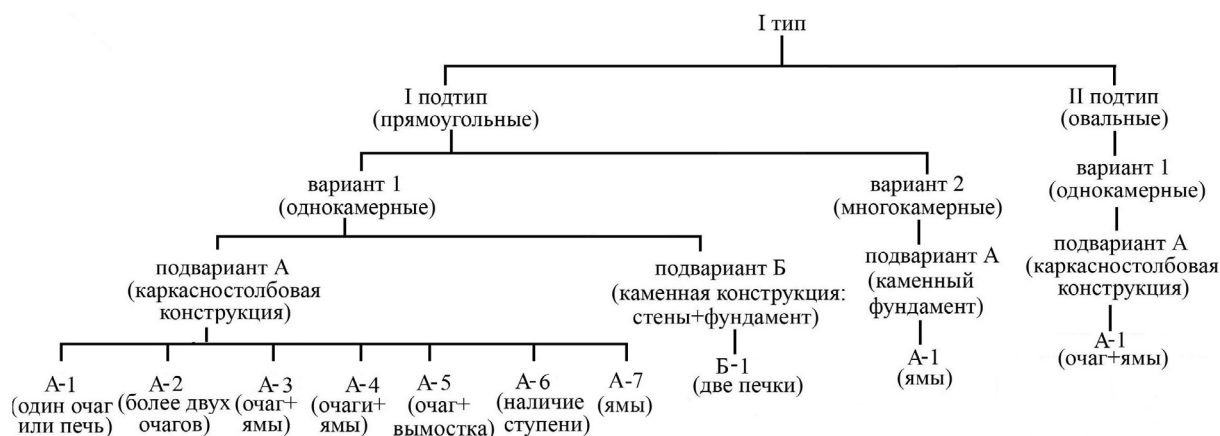 I тип
I подтип
(прямоугольные)
II подтип
(овальные)
вариант 1
(однокамерные)
вариант 2
(многокамерные)
вариант 1
(однокамерные)
подвариант А
(каркасностолбовая
конструкция)
подвариант Б
(каменная конструкция:
стены+фундамент)
подвариант А
(каменный
фундамент)
подвариант А
(каркасностолбовая
конструкция)
А-1
(один очаг
или печь)
А-2
(более двух
очагов)
А-3
(очаг+
ямы)
А-4
(очаги+
ямы)
А-5
(очаг+
вымостка)
А-6
(наличие
ступени)
А-7
(ямы)
Б-1
(две печки)
А-1
(ямы)
А-1
(очаг+ямы)